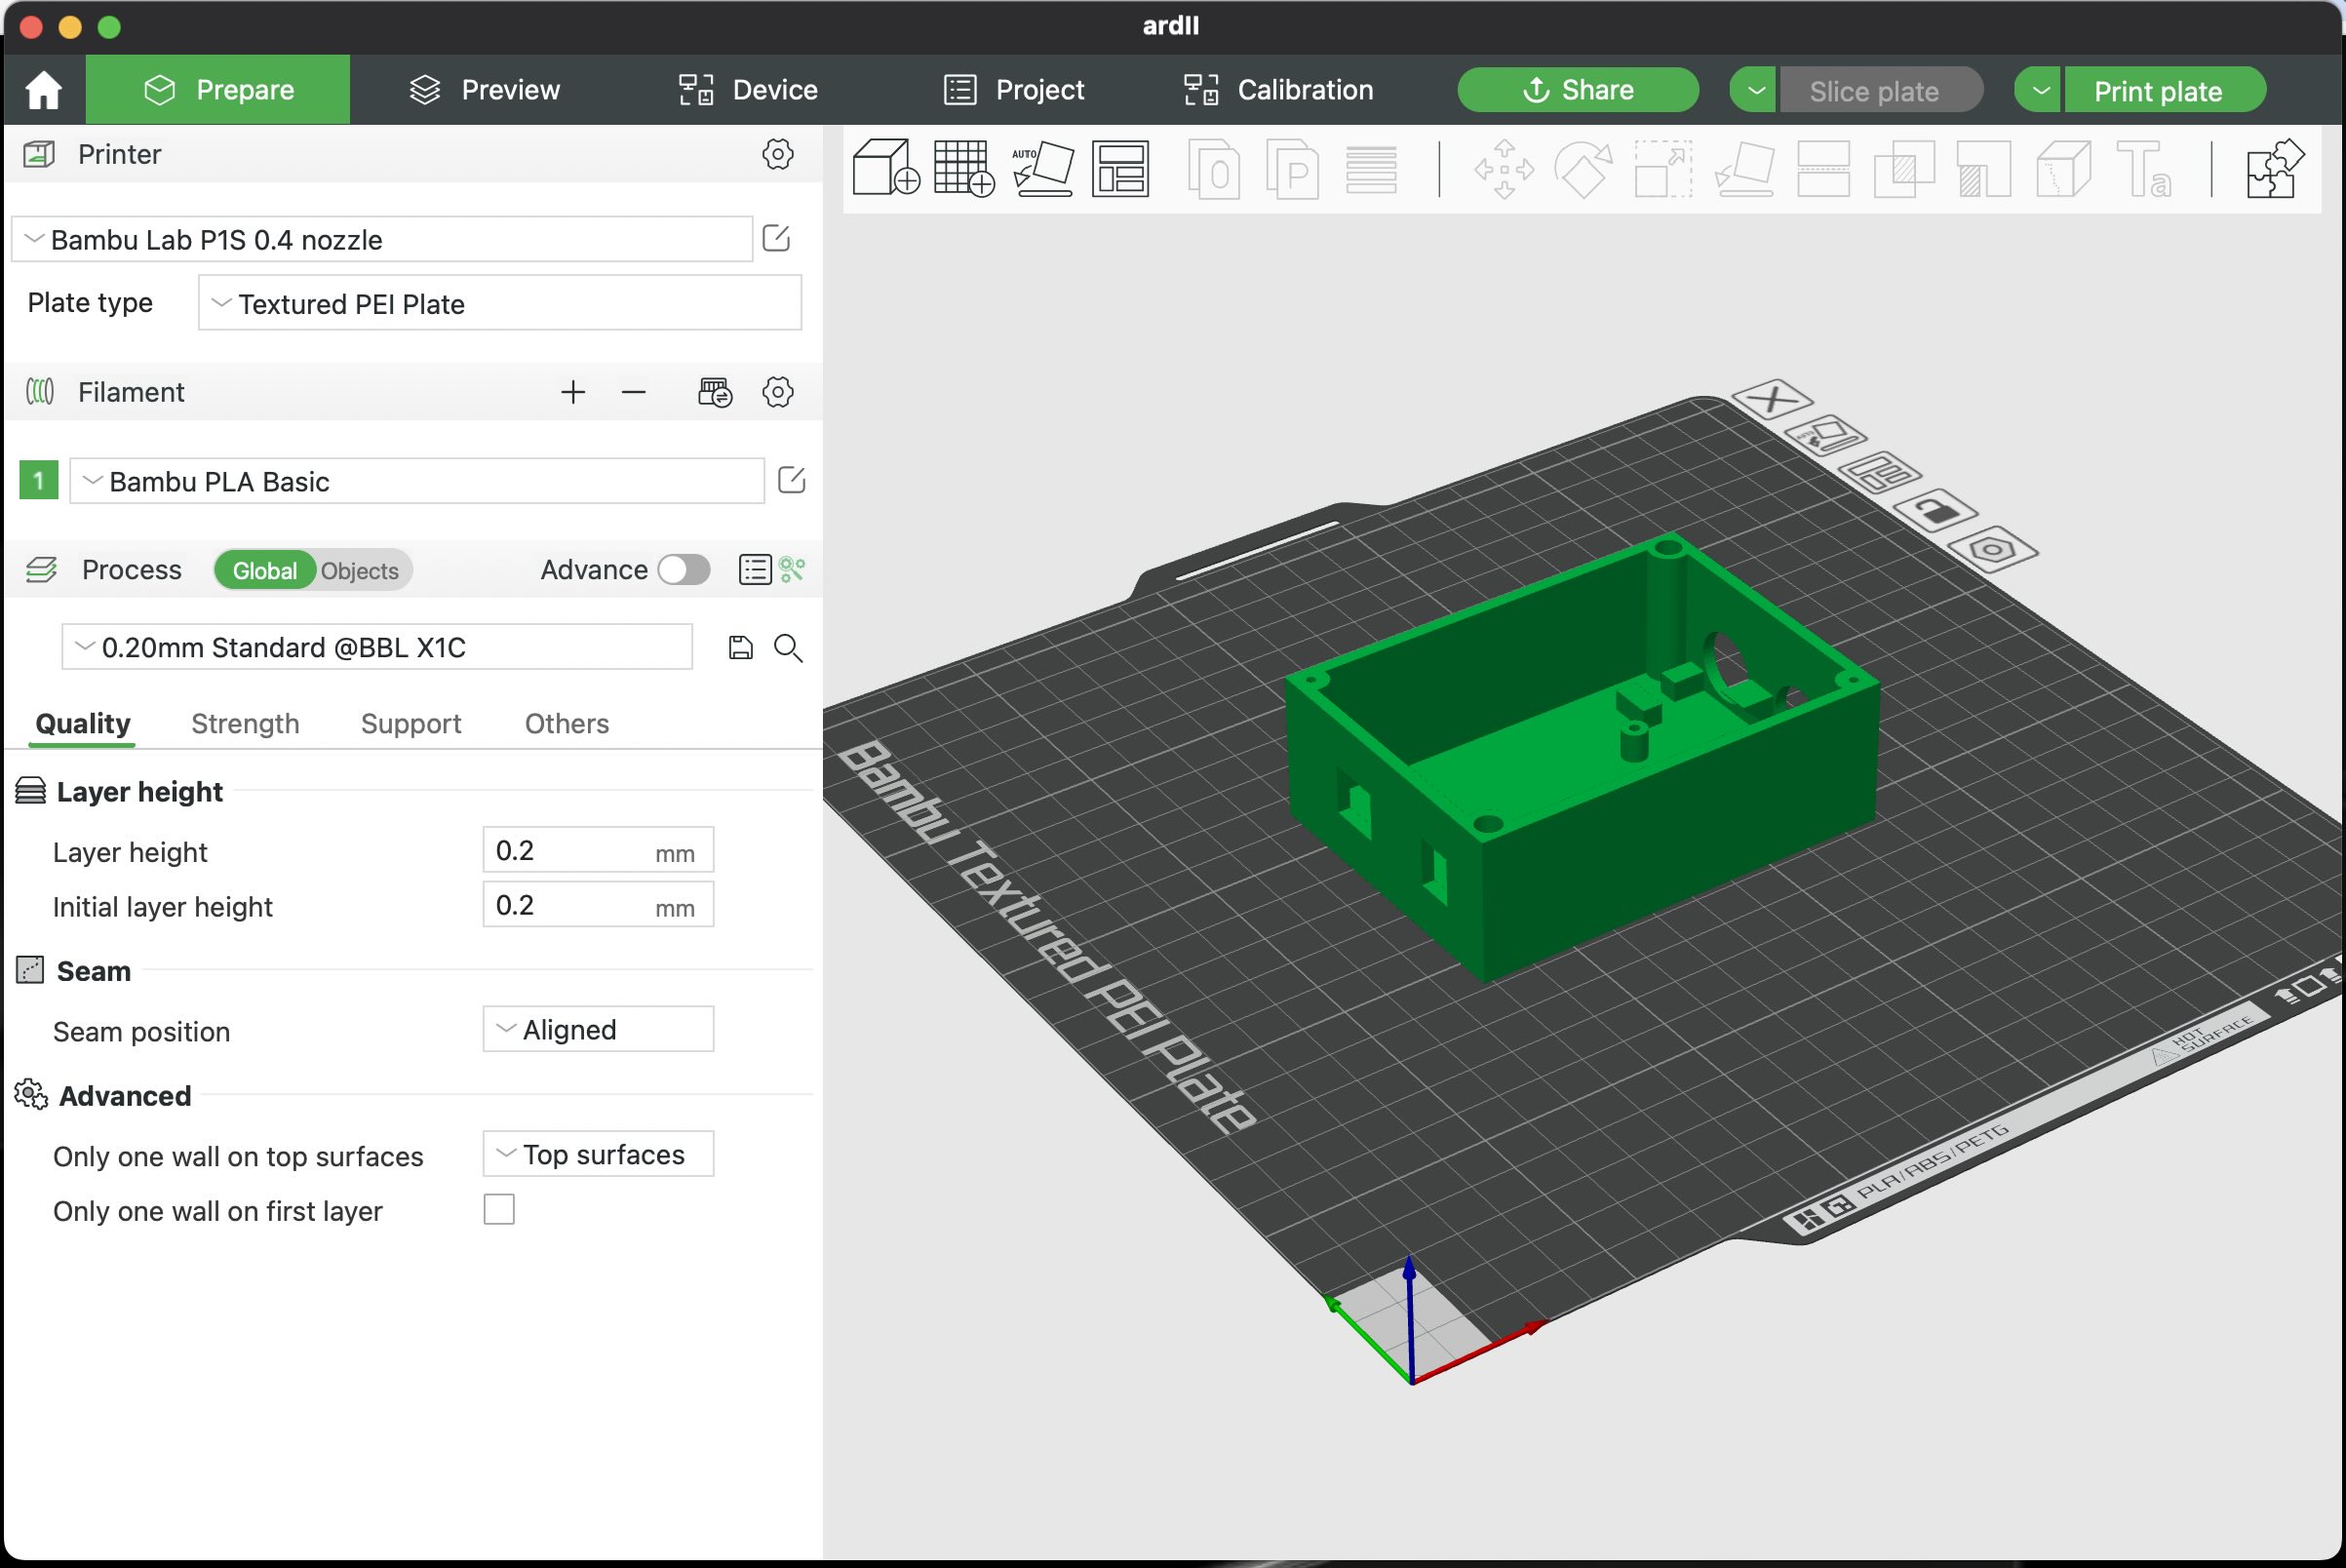 ardII
Prepare
Preview
Device
Project
Calibration
Share
Slice plate
Print plate
Printer
AUTO
O
P
Ta
Bambu Lab P1S 0.4 nozzle
Plate type
Textured PEI Plate
Filament
1
Bambu PLA Basic
Process
Global
Objects
Advance
0.20mm Standard @BBL X1C
Quality
Strength
Support
Others
Layer height
Layer height
0.2
mm
Initial layer height
0.2
mm
Seam
Seam position
Aligned
Advanced
Only one wall on top surfaces
Top surfaces
Only one wall on first layer
Bambu Textured PEI Plate
HOT
SURFACE
PLA/ABS/PETG